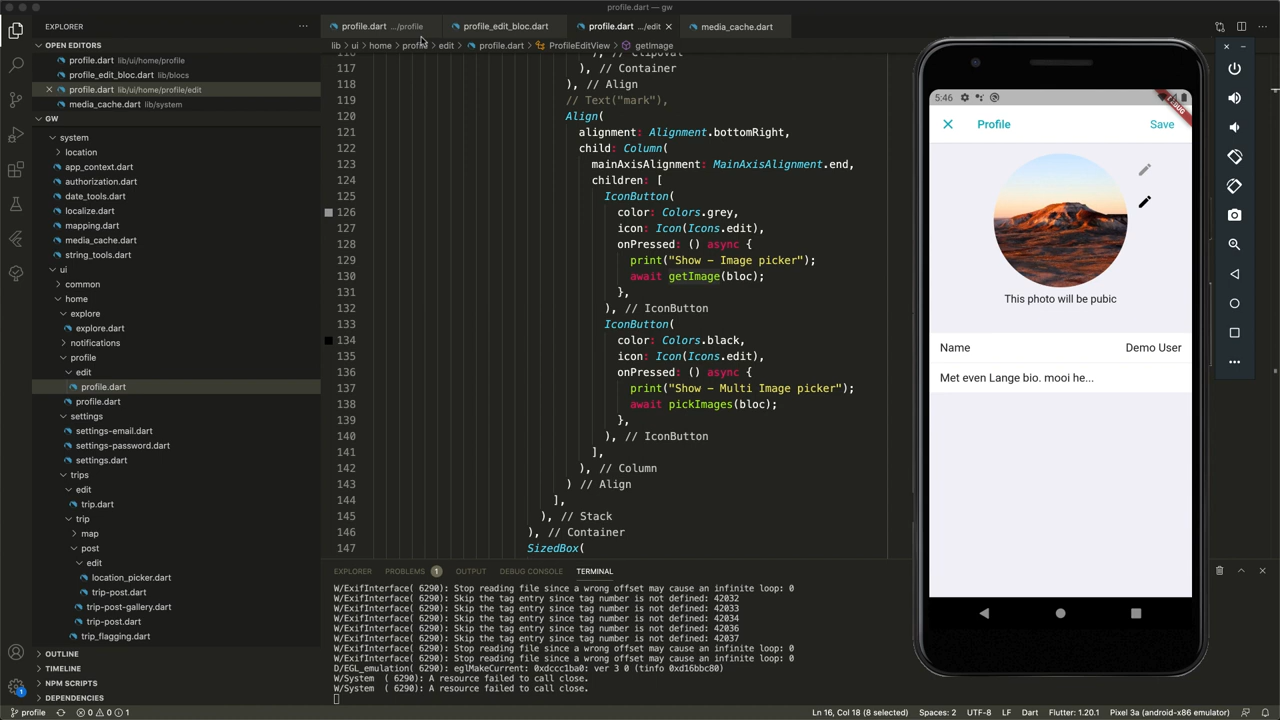 profile.dart — gw
EXPLORER
OPEN EDITORS
profile.dart lib/ui/home/profile
profile_edit_bloc.dart lib/blocs
profile.dart lib/ui/home/profile/edit
media_cache.dart lib/system
GW
system
location
app_context.dart
authorization.dart
date_tools.dart
localize.dart
mapping.dart
media_cache.dart
string_tools.dart
ui
common
home
explore
explore.dart
notifications
profile
edit
profile.dart
profile.dart
settings
settings-email.dart
settings-password.dart
settings.dart
trips
edit
trip.dart
trip
map
post
edit
location_picker.dart
trip-post.dart
trip-post-gallery.dart
trip-post.dart
trip_flagging.dart
OUTLINE
TIMELINE
NPM SCRIPTS
DEPENDENCIES
profile.dart .../profile
profile_edit_bloc.dart
profile.dart .../edit
media_cache.dart
lib > ui > home > profile > edit > profile.dart > ProfileEditView > getImage
117 ), // Container
118 ), // Align
119 // Text("mark"),
120 Align(
121 alignment: Alignment.bottomRight,
122 child: Column(
123 mainAxisAlignment: MainAxisAlignment.end,
124 children: [
125 IconButton(
126 color: Colors.grey,
127 icon: Icon(Icons.edit),
128 onPressed: () async {
129 print("Show - Image picker");
130 await getImage(bloc);
131 },
132 ), // IconButton
133 IconButton(
134 color: Colors.black,
135 icon: Icon(Icons.edit),
136 onPressed: () async {
137 print("Show - Multi Image picker");
138 await pickImages(bloc);
139 },
140 ), // IconButton
141 ],
142 ), // Column
143 ) // Align
144 ],
145 ), // Stack
146 ), // Container
147 SizedBox(
EXPLORER PROBLEMS 1 OUTPUT DEBUG CONSOLE TERMINAL
W/ExifInterface( 6290): Stop reading file since a wrong offset may cause an infinite loop: 0
W/ExifInterface( 6290): Skip the tag entry since tag number is not defined: 42032
W/ExifInterface( 6290): Skip the tag entry since tag number is not defined: 42033
W/ExifInterface( 6290): Skip the tag entry since tag number is not defined: 42034
W/ExifInterface( 6290): Skip the tag entry since tag number is not defined: 42036
W/ExifInterface( 6290): Skip the tag entry since tag number is not defined: 42037
W/ExifInterface( 6290): Stop reading file since a wrong offset may cause an infinite loop: 0
W/ExifInterface( 6290): Stop reading file since a wrong offset may cause an infinite loop: 0
D/EGL_emulation( 6290): eglMakeCurrent: 0xdccc1ba0: ver 3 0 (tinfo 0xd16bbc80)
W/System ( 6290): A resource failed to call close.
W/System ( 6290): A resource failed to call close.
5:46
DEBUG
Profile
Save
This photo will be pubic
Name
Demo User
Met even Lange bio. mooi he...
1
profile
0 0 1
Ln 16, Col 18 (8 selected)
Spaces: 2
UTF-8
LF
Dart
Flutter: 1.20.1
Pixel 3a (android-x86 emulator)